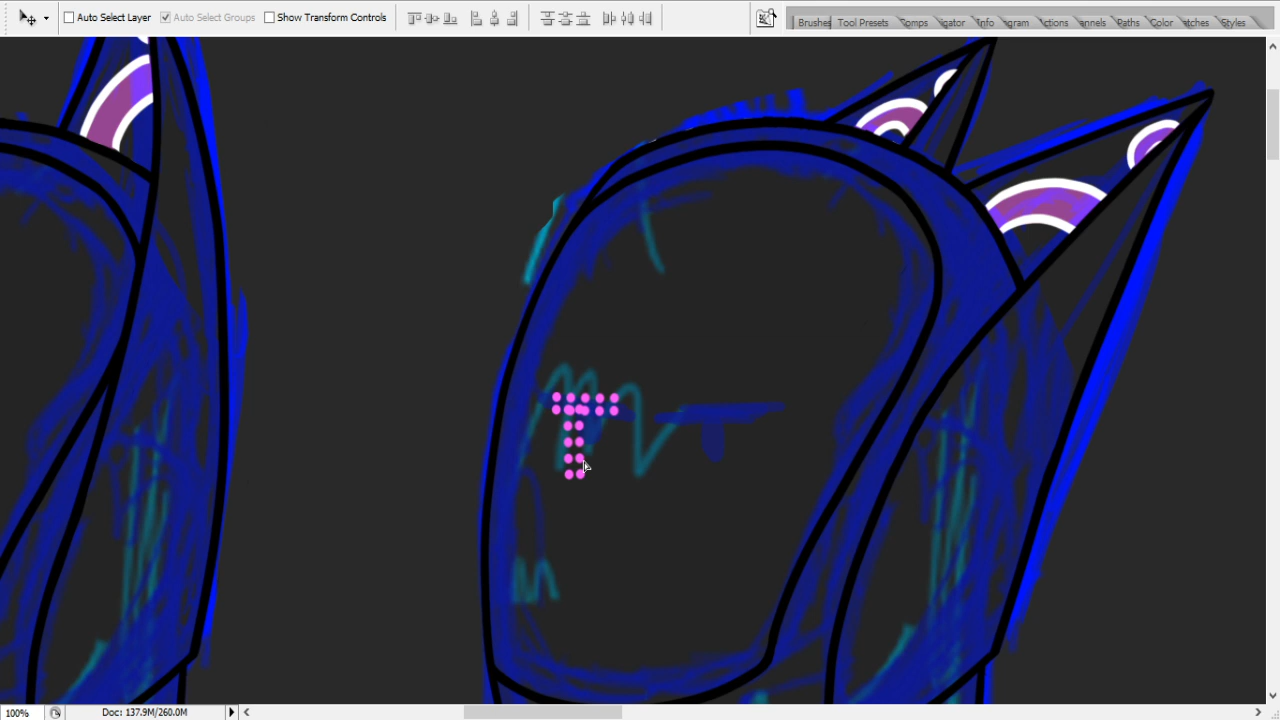 Auto Select Layer Auto Select Groups Show Transform Controls Brushes Tool Presets Comps igator Info gram ctions annels Paths Color atches Styles
T
100% Doc: 137.9M/260.0M